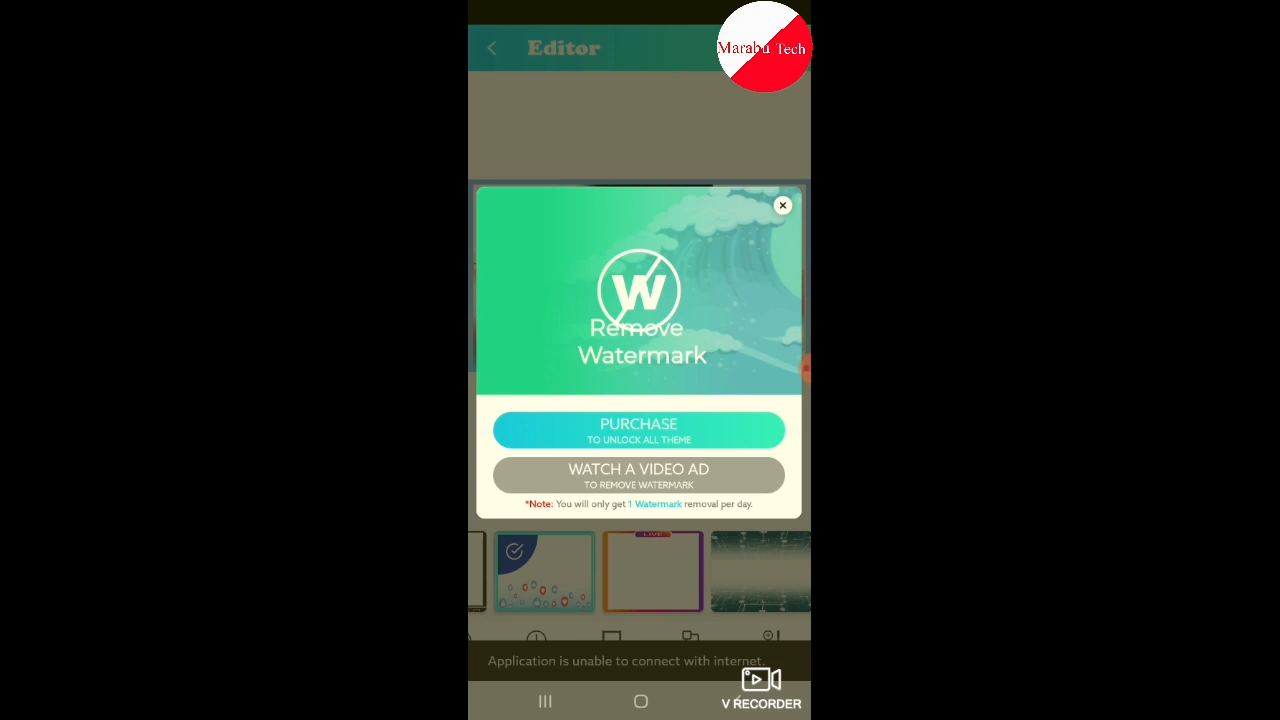 Editor
Marabu Tech
W
Remove
Watermark
PURCHASE
TO UNLOCK ALL THEME
WATCH A VIDEO AD
TO REMOVE WATERMARK
*Note: You will only get 1 Watermark removal per day.
LIVE
Application is unable to connect with internet.
V RECORDER